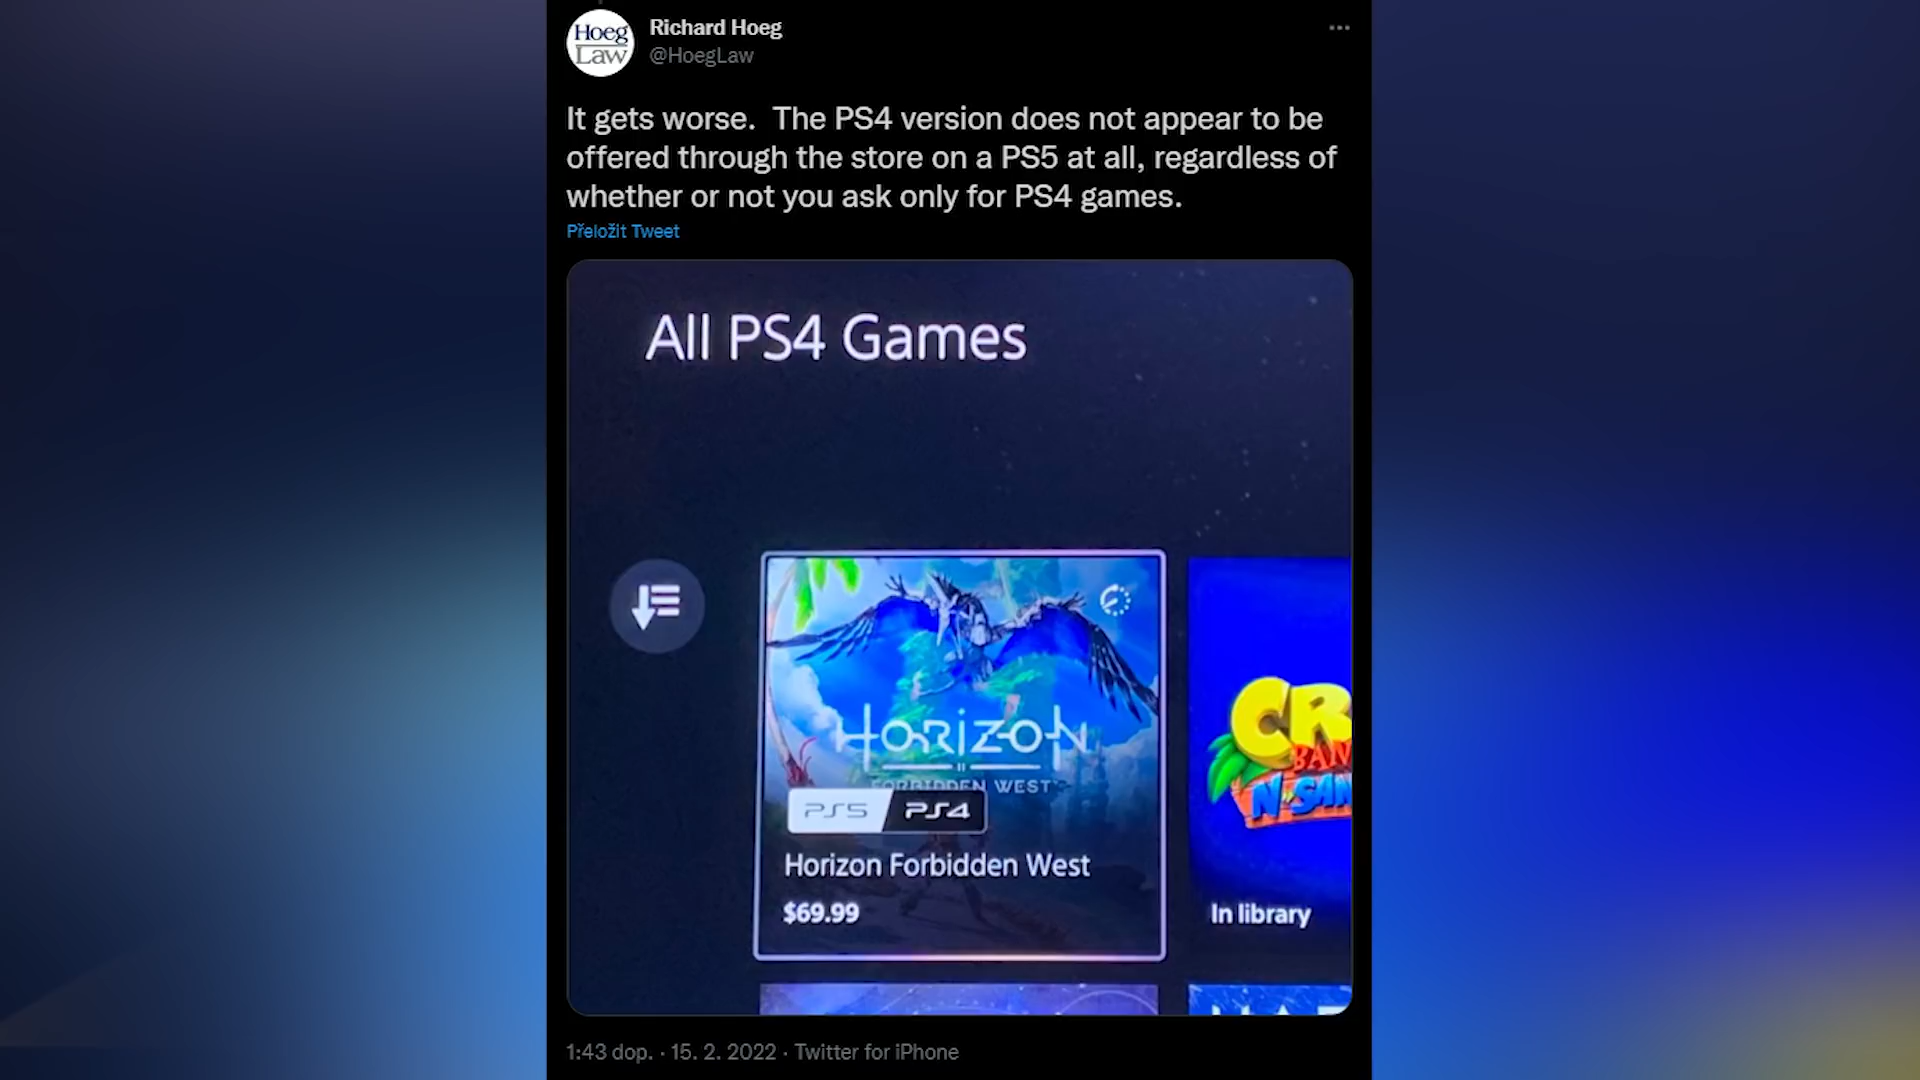 Hoeg
Law
Richard Hoeg
@HoegLaw
It gets worse.  The PS4 version does not appear to be
offered through the store on a PS5 at all, regardless of
whether or not you ask only for PS4 games.
Přeložit Tweet
All PS4 Games
HORIZON
FORBIDDEN WEST
PS5 PS4
Horizon Forbidden West
$69.99
In library
1:43 dop. · 15. 2. 2022 · Twitter for iPhone